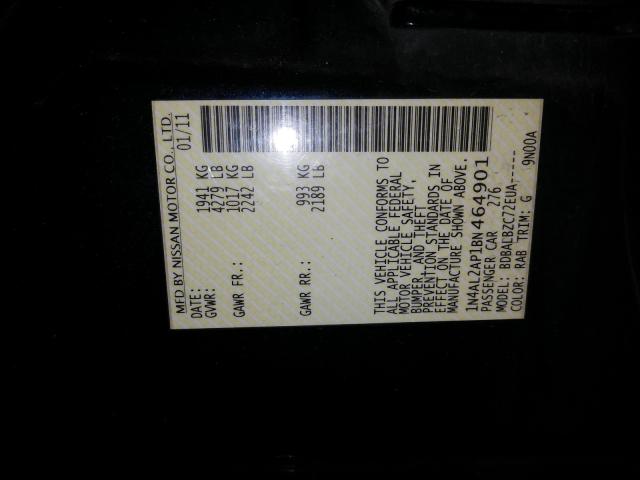 MFD BY NISSAN MOTOR CO., LTD.
DATE: 01/11
GVWR: 1941 KG
4279 LB
GAWR FR.: 1017 KG
2242 LB
GAWR RR.: 993 KG
2189 LB
THIS VEHICLE CONFORMS TO
ALL APPLICABLE FEDERAL
MOTOR VEHICLE SAFETY,
BUMPER, AND THEFT
PREVENTION STANDARDS IN
EFFECT ON THE DATE OF
MANUFACTURE SHOWN ABOVE.
1N4AL2AP1BN464901
PASSENGER CAR 276
MODEL: BDBALBZC7ZEUA-----
COLOR: RAB TRIM: G 9N00A